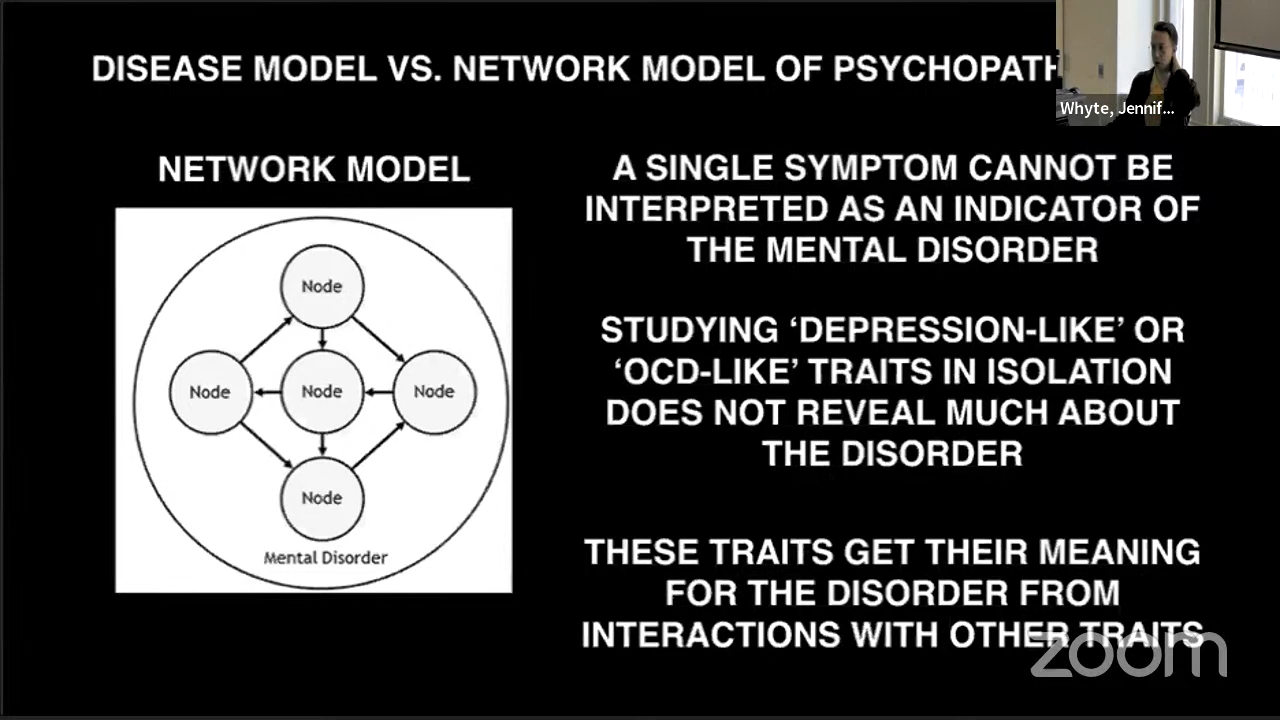 DISEASE MODEL VS. NETWORK MODEL OF PSYCHOPATH
Whyte, Jennif...
NETWORK MODEL
Node
Node
Node
Node
Node
Mental Disorder
A SINGLE SYMPTOM CANNOT BE
INTERPRETED AS AN INDICATOR OF
THE MENTAL DISORDER
STUDYING ‘DEPRESSION-LIKE’ OR
‘OCD-LIKE’ TRAITS IN ISOLATION
DOES NOT REVEAL MUCH ABOUT
THE DISORDER
THESE TRAITS GET THEIR MEANING
FOR THE DISORDER FROM
INTERACTIONS WITH OTHER TRAITS
zoom